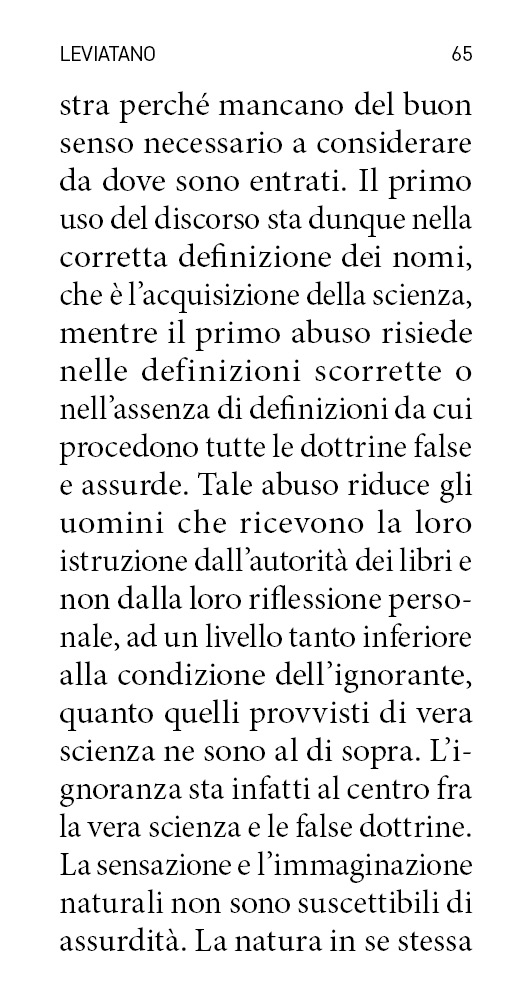 LEVIATANO 65
stra perché mancano del buon
senso necessario a considerare
da dove sono entrati. Il primo
uso del discorso sta dunque nella
corretta definizione dei nomi,
che è l’acquisizione della scienza,
mentre il primo abuso risiede
nelle definizioni scorrette o
nell’assenza di definizioni da cui
procedono tutte le dottrine false
e assurde. Tale abuso riduce gli
uomini che ricevono la loro
istruzione dall’autorità dei libri e
non dalla loro riflessione perso-
nale, ad un livello tanto inferiore
alla condizione dell’ignorante,
quanto quelli provvisti di vera
scienza ne sono al di sopra. L’i-
gnoranza sta infatti al centro fra
la vera scienza e le false dottrine.
La sensazione e l’immaginazione
naturali non sono suscettibili di
assurdità. La natura in se stessa